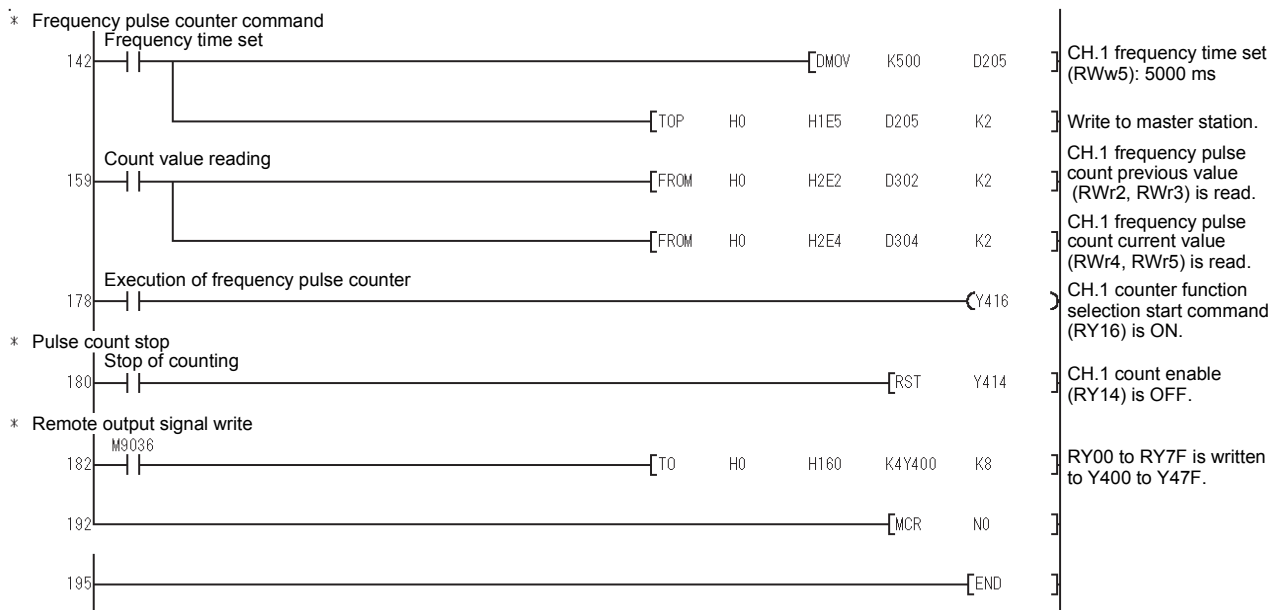 * Frequency pulse counter command
Frequency time set
142 DMOV K500 D205
CH.1 frequency time set
(RWw5): 5000 ms
TOP H0 H1E5 D205 K2
Write to master station.
Count value reading
159 FROM H0 H2E2 D302 K2
CH.1 frequency pulse
count previous value
(RWr2, RWr3) is read.
FROM H0 H2E4 D304 K2
CH.1 frequency pulse
count current value
(RWr4, RWr5) is read.
Execution of frequency pulse counter
178 Y416
CH.1 counter function
selection start command
(RY16) is ON.
* Pulse count stop
Stop of counting
180 RST Y414
CH.1 count enable
(RY14) is OFF.
* Remote output signal write
M9036
182 TO H0 H160 K4Y400 K8
RY00 to RY7F is written
to Y400 to Y47F.
192 MCR N0
195 END